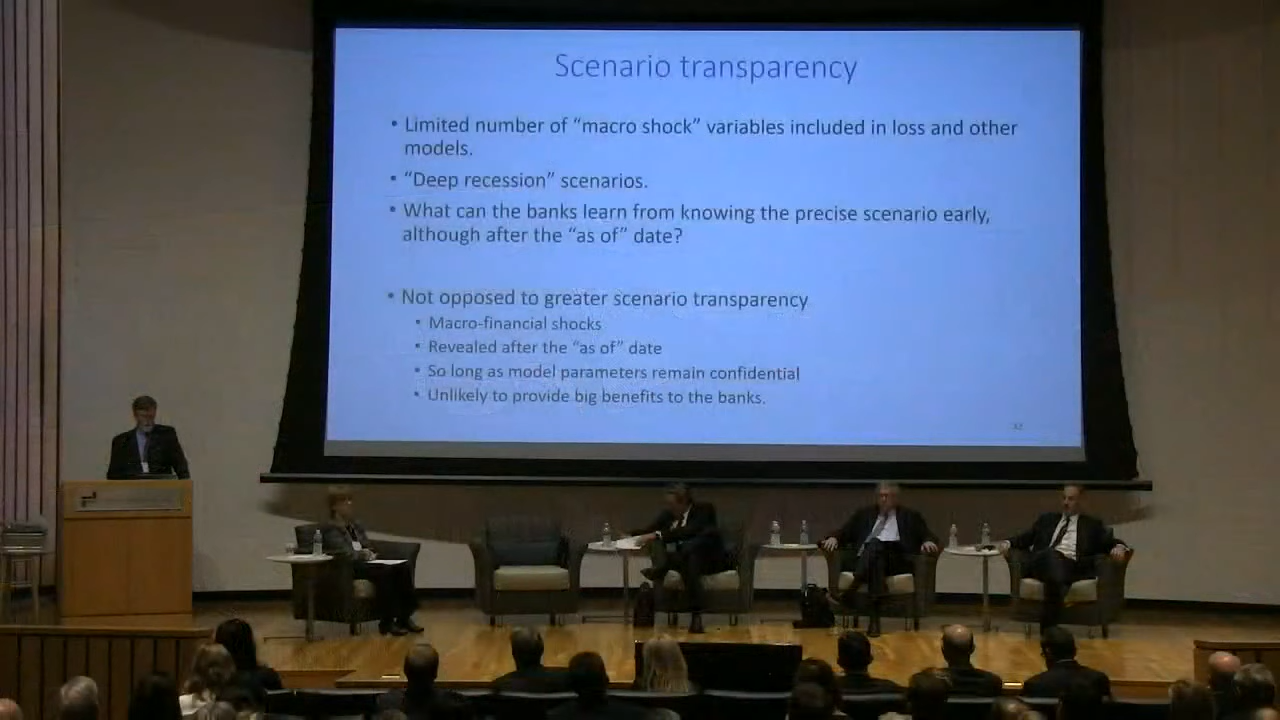 Scenario transparency
• Limited number of “macro shock” variables included in loss and other
models.
• “Deep recession” scenarios.
• What can the banks learn from knowing the precise scenario early,
although after the “as of” date?
• Not opposed to greater scenario transparency
• Macro-financial shocks
• Revealed after the “as of” date
• So long as model parameters remain confidential
• Unlikely to provide big benefits to the banks.